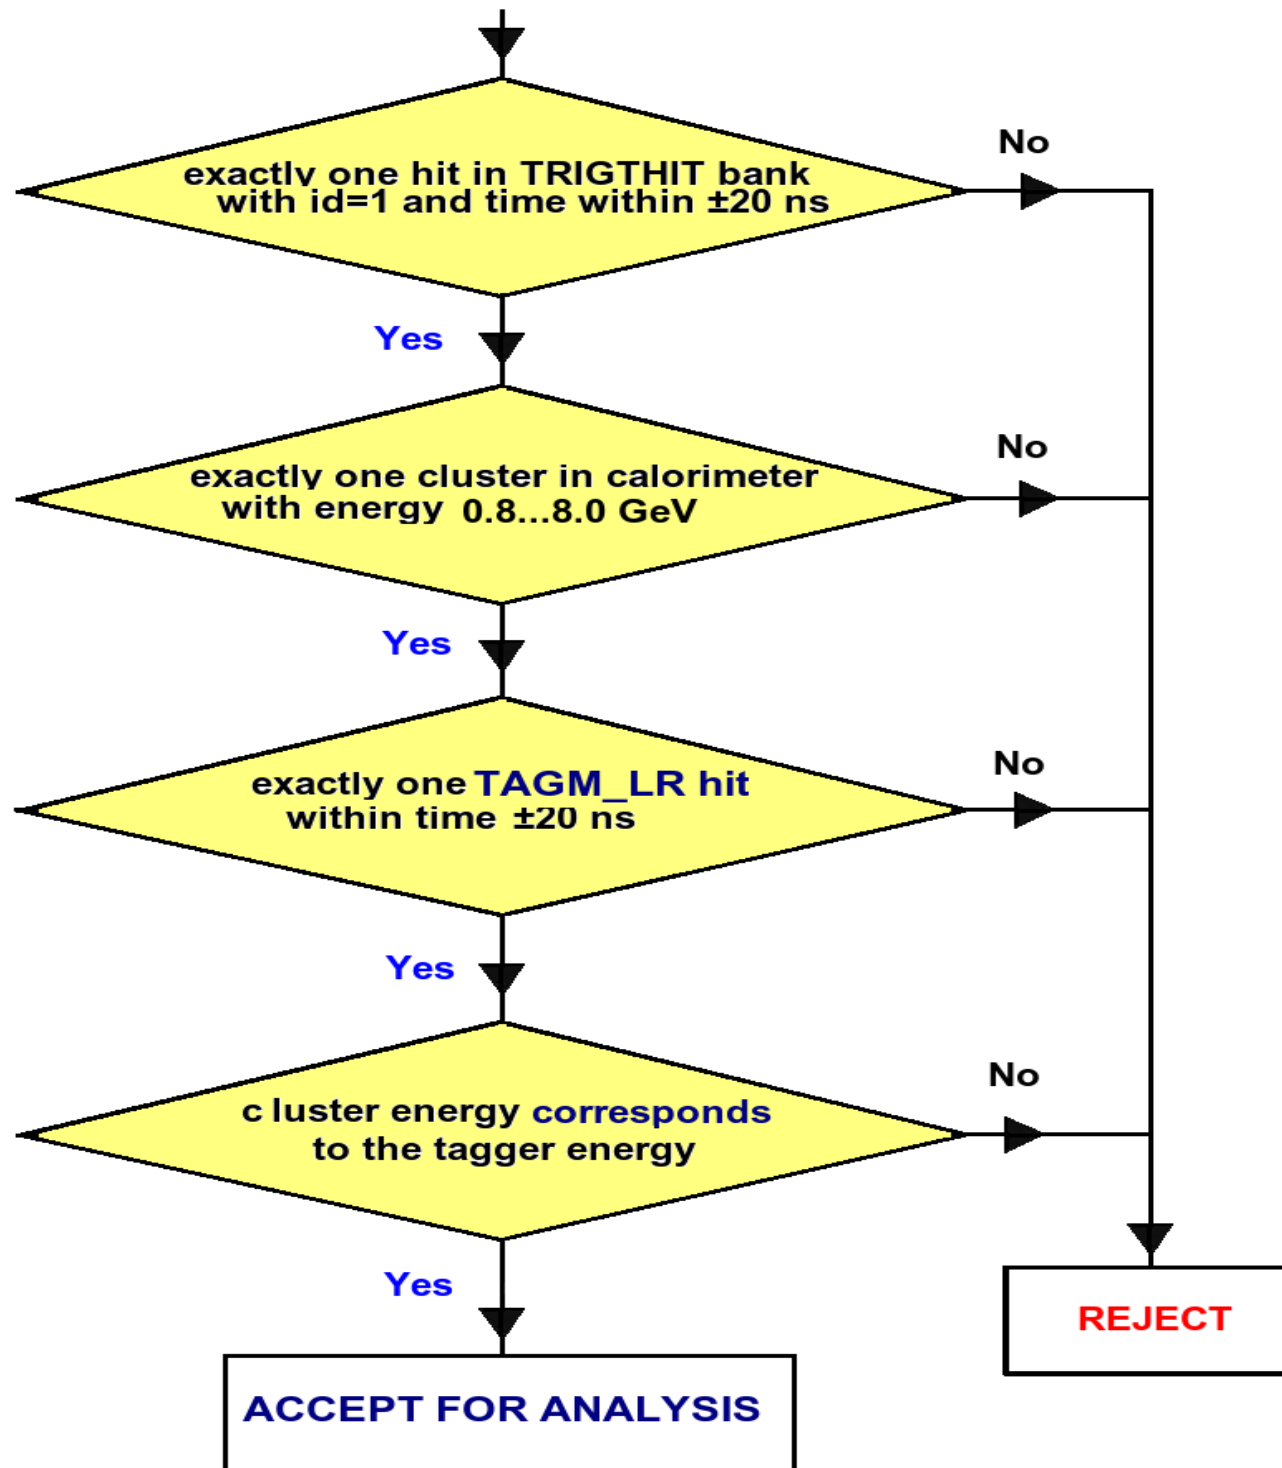 exactly one hit in TRIGTHIT bank
with id=1 and time within ±20 ns
No
Yes
exactly one cluster in calorimeter
with energy 0.8...8.0 GeV
No
Yes
exactly one TAGM_LR hit
within time ±20 ns
No
Yes
c luster energy corresponds
to the tagger energy
No
Yes
REJECT
ACCEPT FOR ANALYSIS